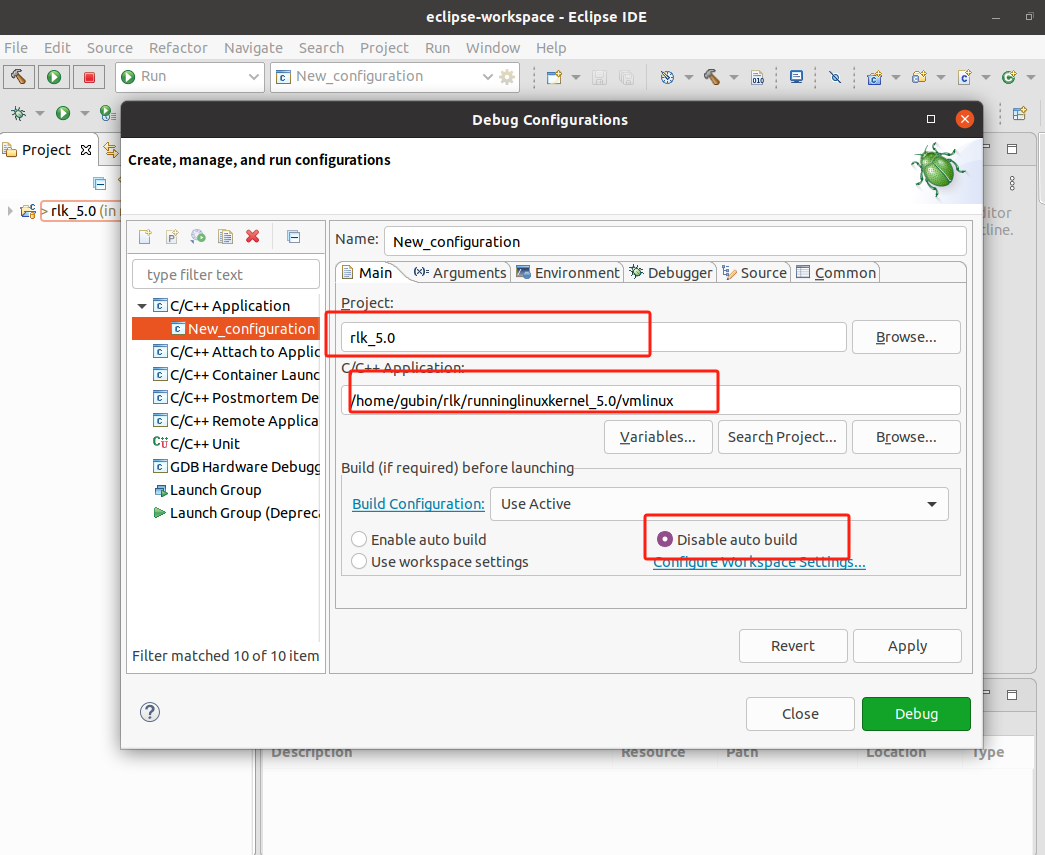 eclipse-workspace - Eclipse IDE
File Edit Source Refactor Navigate Search Project Run Window Help
Run New_configuration
Debug Configurations
Project
Create, manage, and run configurations
> rlk_5.0 (in
Name: New_configuration
itor
tline.
type filter text
Main Arguments Environment Debugger Source Common
C/C++ Application
New_configuration
C/C++ Attach to Applic
C/C++ Container Launc
C/C++ Postmortem De
C/C++ Remote Applica
C/C++ Unit
GDB Hardware Debugg
Launch Group
Launch Group (Depreca
Filter matched 10 of 10 item
Project:
rlk_5.0 Browse...
C/C++ Application:
/home/gubin/rlk/runninglinuxkernel_5.0/vmlinux
Variables... Search Project... Browse...
Build (if required) before launching
Build Configuration: Use Active
Enable auto build Disable auto build
Use workspace settings Configure Workspace Settings...
Revert Apply
Close Debug
Description Resource Path Location Type